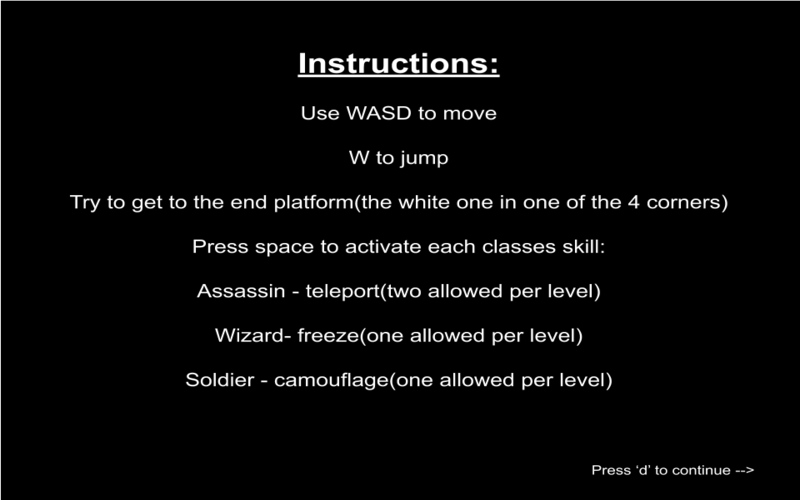 Instructions:
Use WASD to move
W to jump
Try to get to the end platform(the white one in one of the 4 corners)
Press space to activate each classes skill:
Assassin - teleport(two allowed per level)
Wizard- freeze(one allowed per level)
Soldier - camouflage(one allowed per level)
Press ‘d’ to continue -->